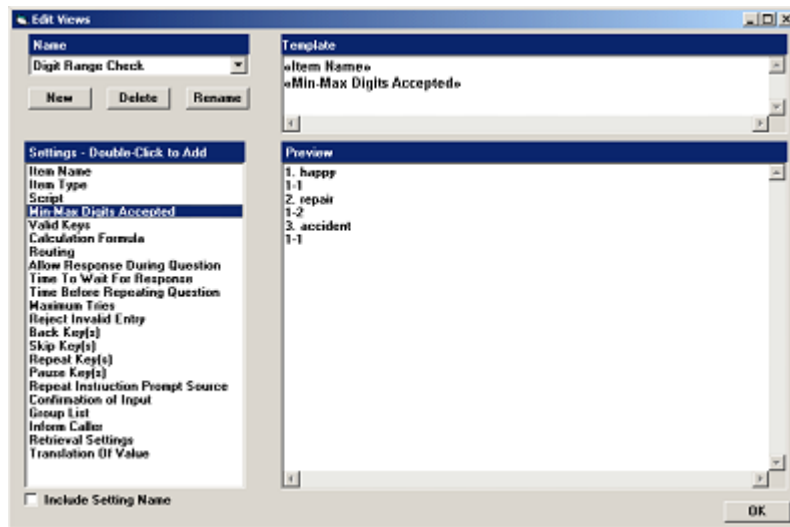 Edit Views
Name
Digit Range Check
New
Delete
Rename
Template
«Item Name»
«Min-Max Digits Accepted»
Settings - Double-Click to Add
Item Name
Item Type
Script
Min-Max Digits Accepted
Valid Keys
Calculation Formula
Routing
Allow Response During Question
Time To Wait For Response
Time Before Repeating Question
Maximum Tries
Reject Invalid Entry
Back Key(s)
Skip Key(s)
Repeat Key(s)
Pause Key(s)
Repeat Instruction Prompt Source
Confirmation of Input
Group List
Inform Caller
Retrieval Settings
Translation Of Value
Include Setting Name
Preview
1. happy
1-1
2. repair
1-2
3. accident
1-1
OK